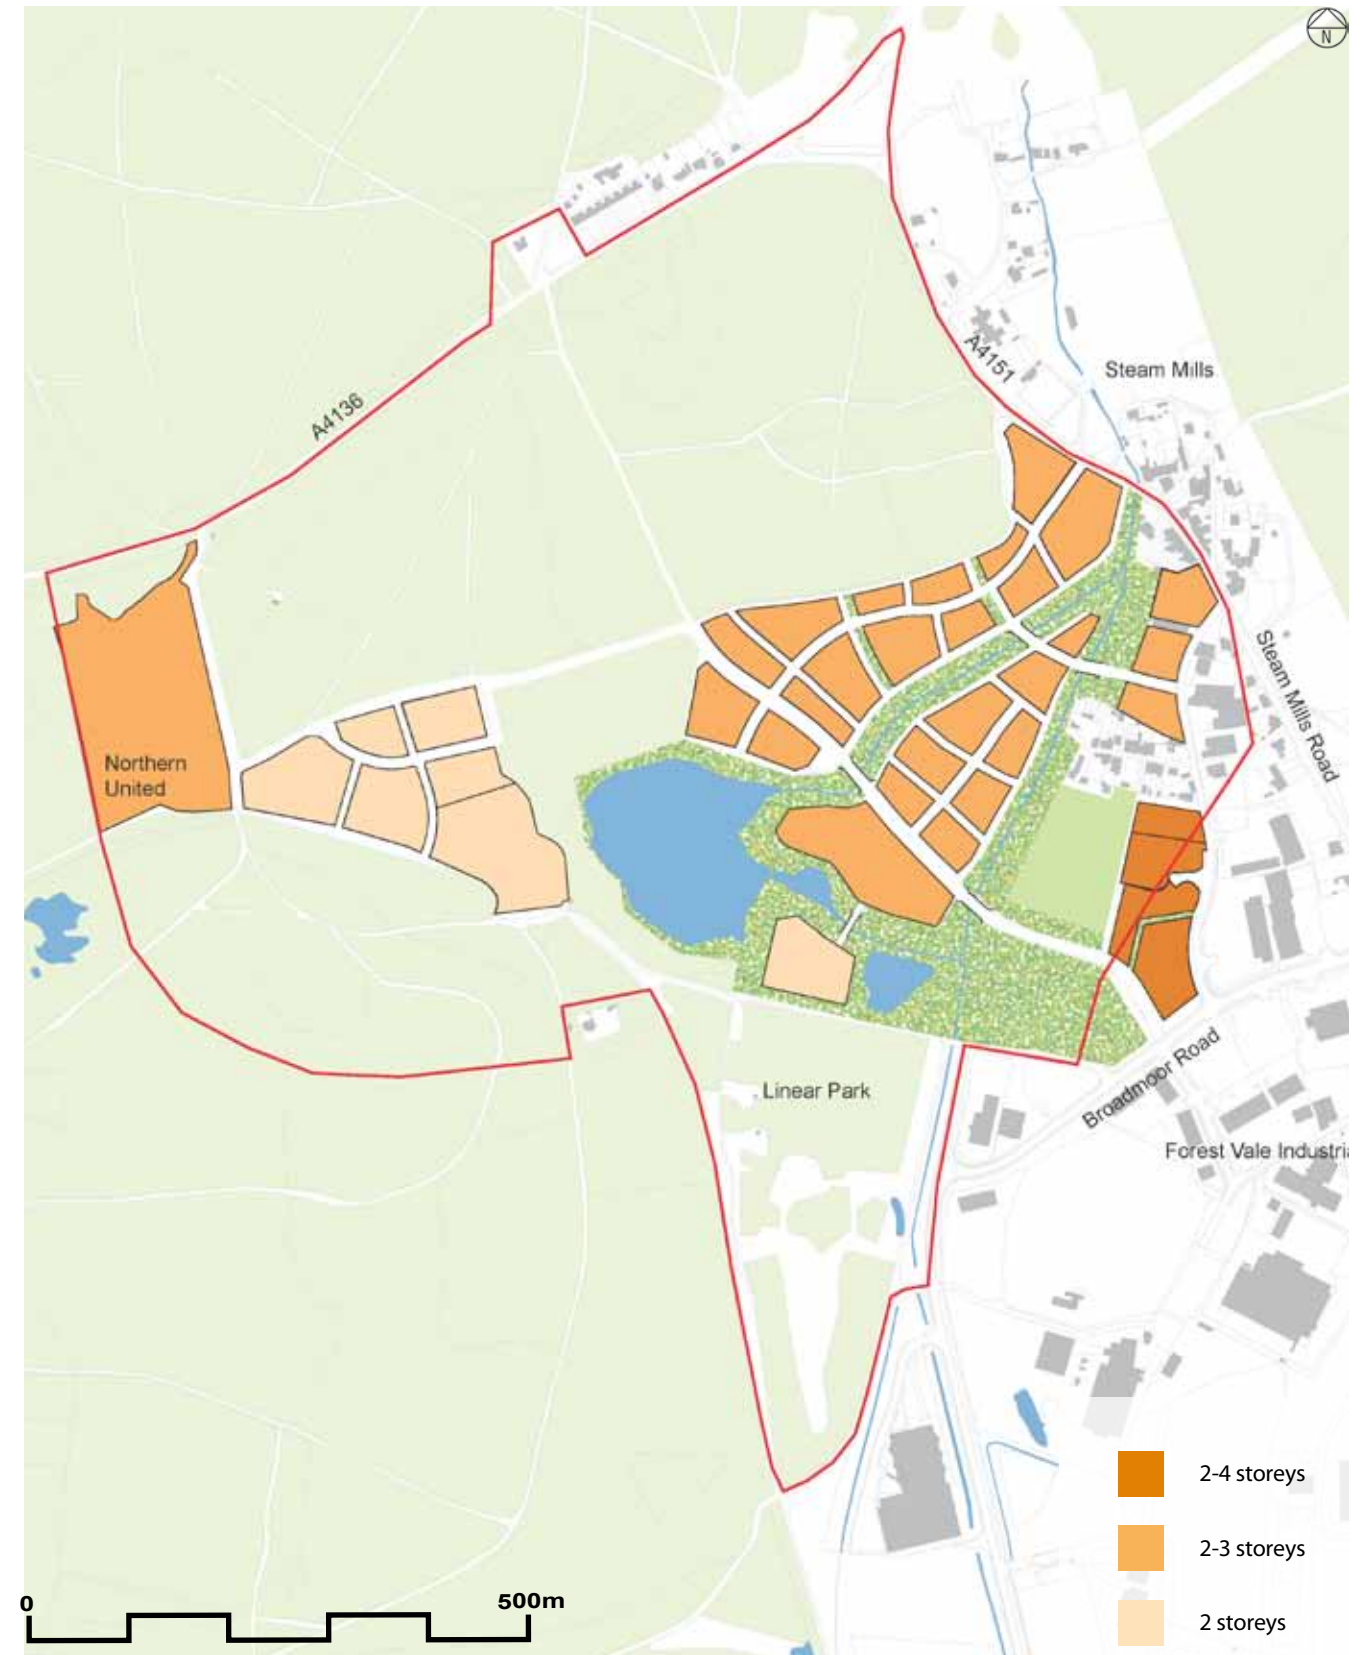 N
A4151
Steam Mills
A4136
Steam Mills Road
Northern
United
Linear Park
Broadmoor Road
Forest Vale Industria
2-4 storeys
2-3 storeys
2 storeys
0
500m